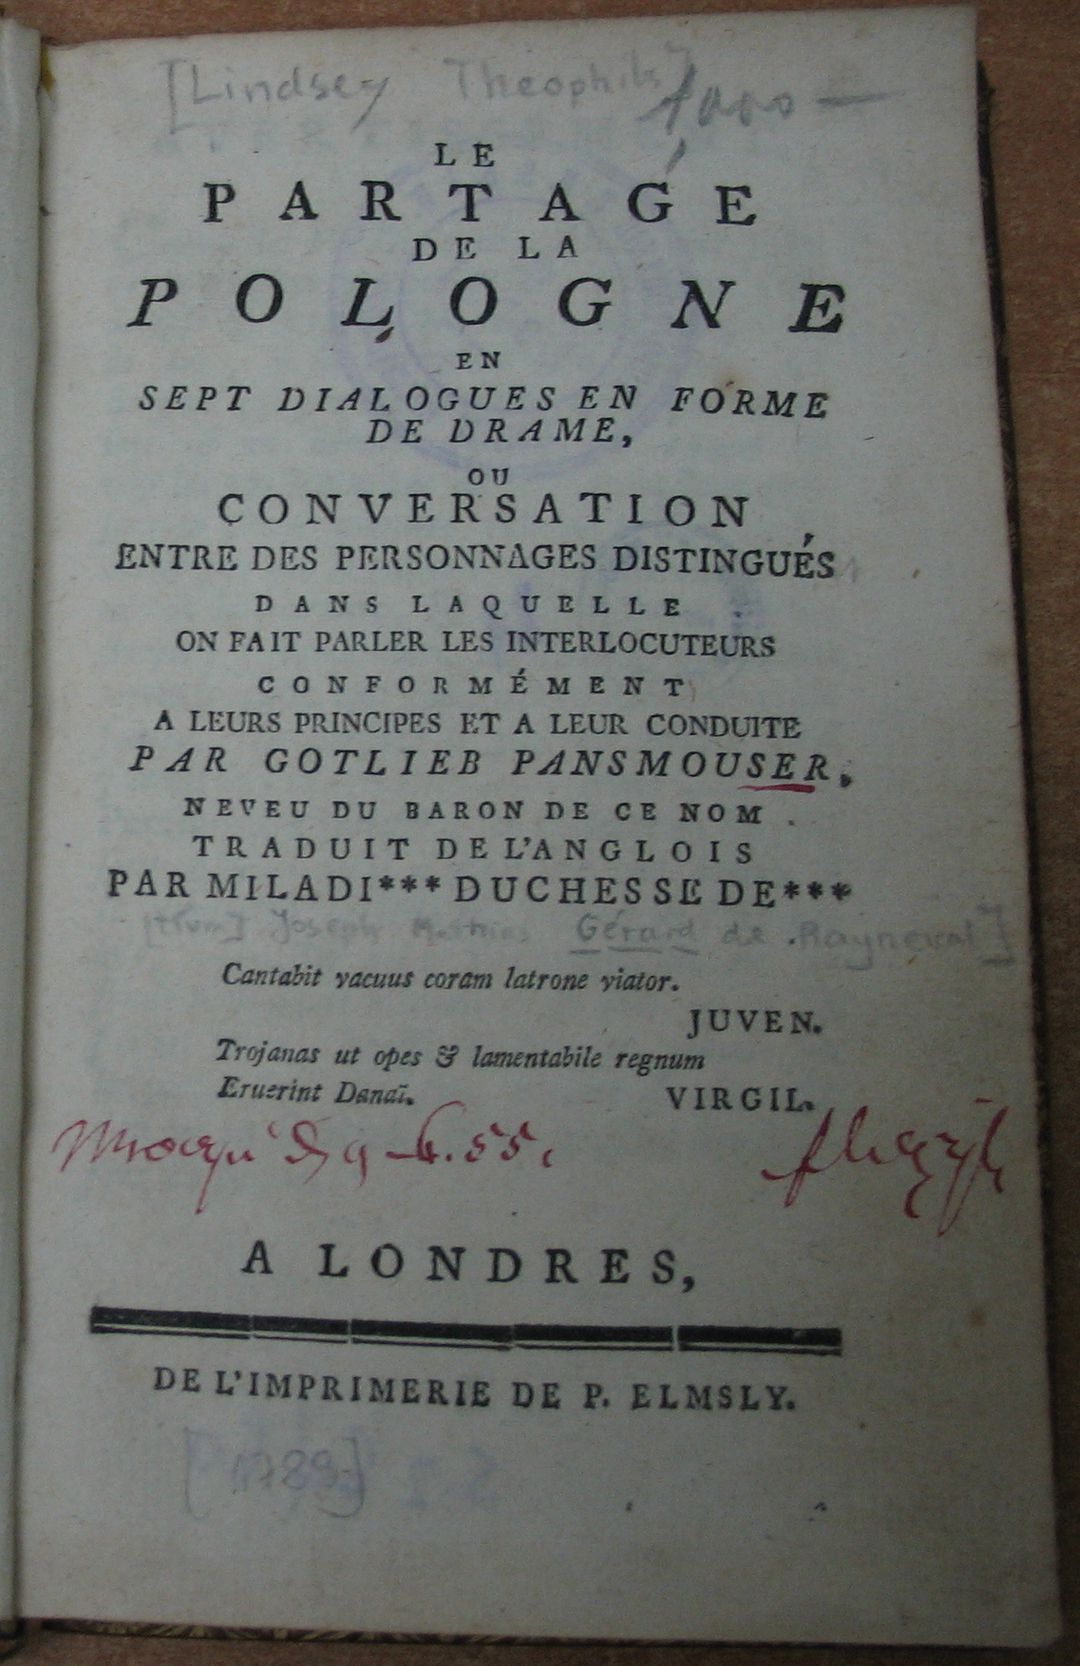 [Lindsey Theophils]
1000 —
LE
PARTAGE
DE LA
POLOGNE
EN
SEPT DIALOGUES EN FORME
DE DRAME,
OU
CONVERSATION
ENTRE DES PERSONNAGES DISTINGUÉS
DANS LAQUELLE
ON FAIT PARLER LES INTERLOCUTEURS
CONFORMÉMENT
A LEURS PRINCIPES ET A LEUR CONDUITE
PAR GOTLIEB PANSMOUSER,
NEVEU DU BARON DE CE NOM.
TRADUIT DE L'ANGLOIS
PAR MILADI*** DUCHESSE DE***
[tłum] Joseph Mathias Gérard de Rayneval]
Cantabit vacuus coram latrone viator.
JUVEN.
Trojanas ut opes & lamentabile regnum
Eruerint Danaï. VIRGIL.
A LONDRES,
DE L'IMPRIMERIE DE P. ELMSLY.